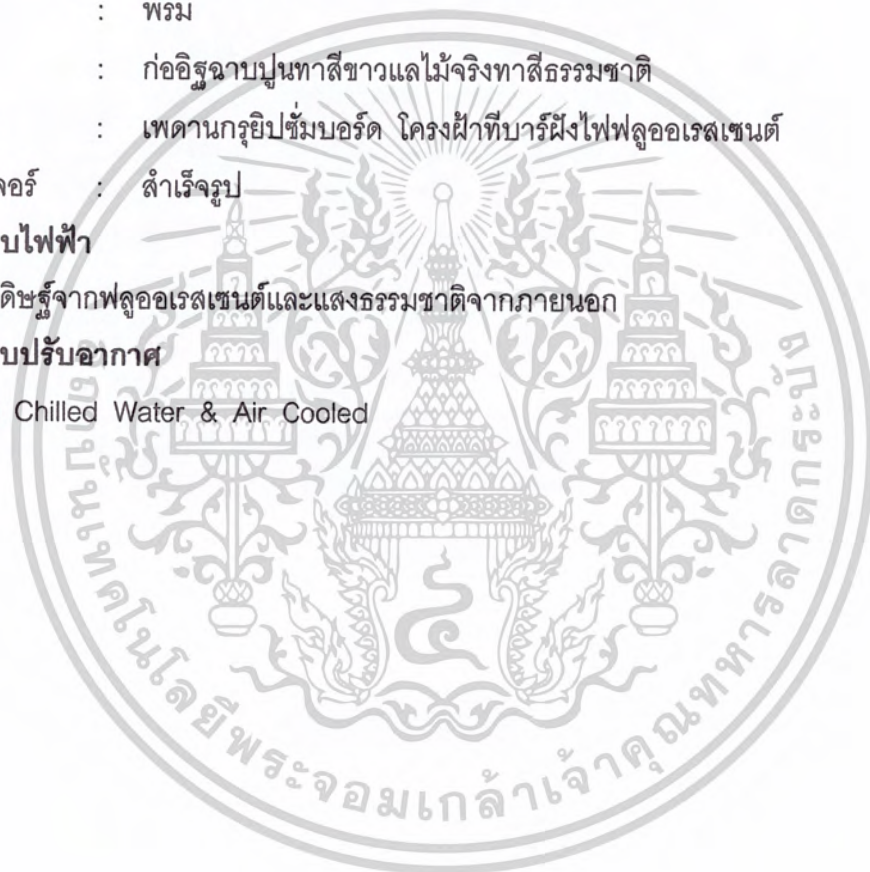 : พรม
: ก่ออิฐฉาบปูนทาสีขาวแลไม้จริงทาสีธรรมชาติ
: เพดานกรุยิปซั่มบอร์ด โครงฝ้าทีบาร์ฝังไฟฟลูออเรสเซนต์
จอร์ : สำเร็จรูป
บไฟฟ้า
ดิษฐ์จากฟลูออเรสเซนต์และแสงธรรมชาติจากภายนอก
บปรับอากาศ
Chilled Water & Air Cooled
สถาบันเทคโนโลยีพระจอมเกล้าเจ้าคุณทหารลาดกระบัง